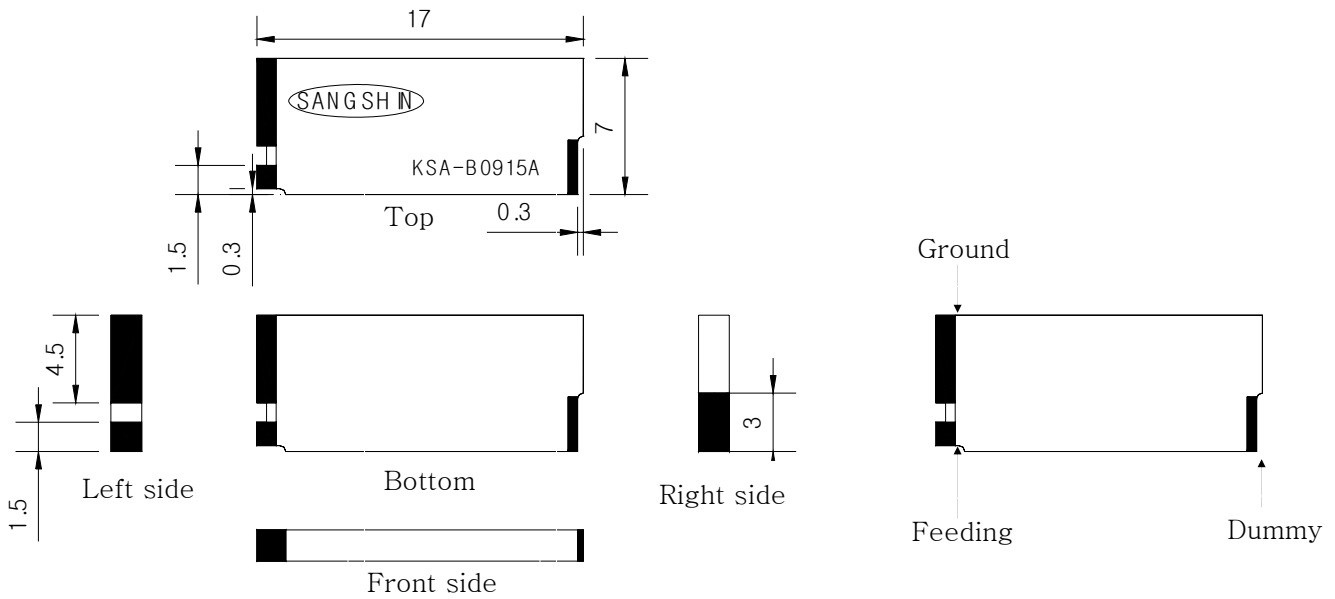 17
SANGSHIN
7
KSA-B0915A
1.5
0.3
Top
0.3
Ground
4.5
1.5
3
Left side
Bottom
Right side
Feeding
Dummy
Front side